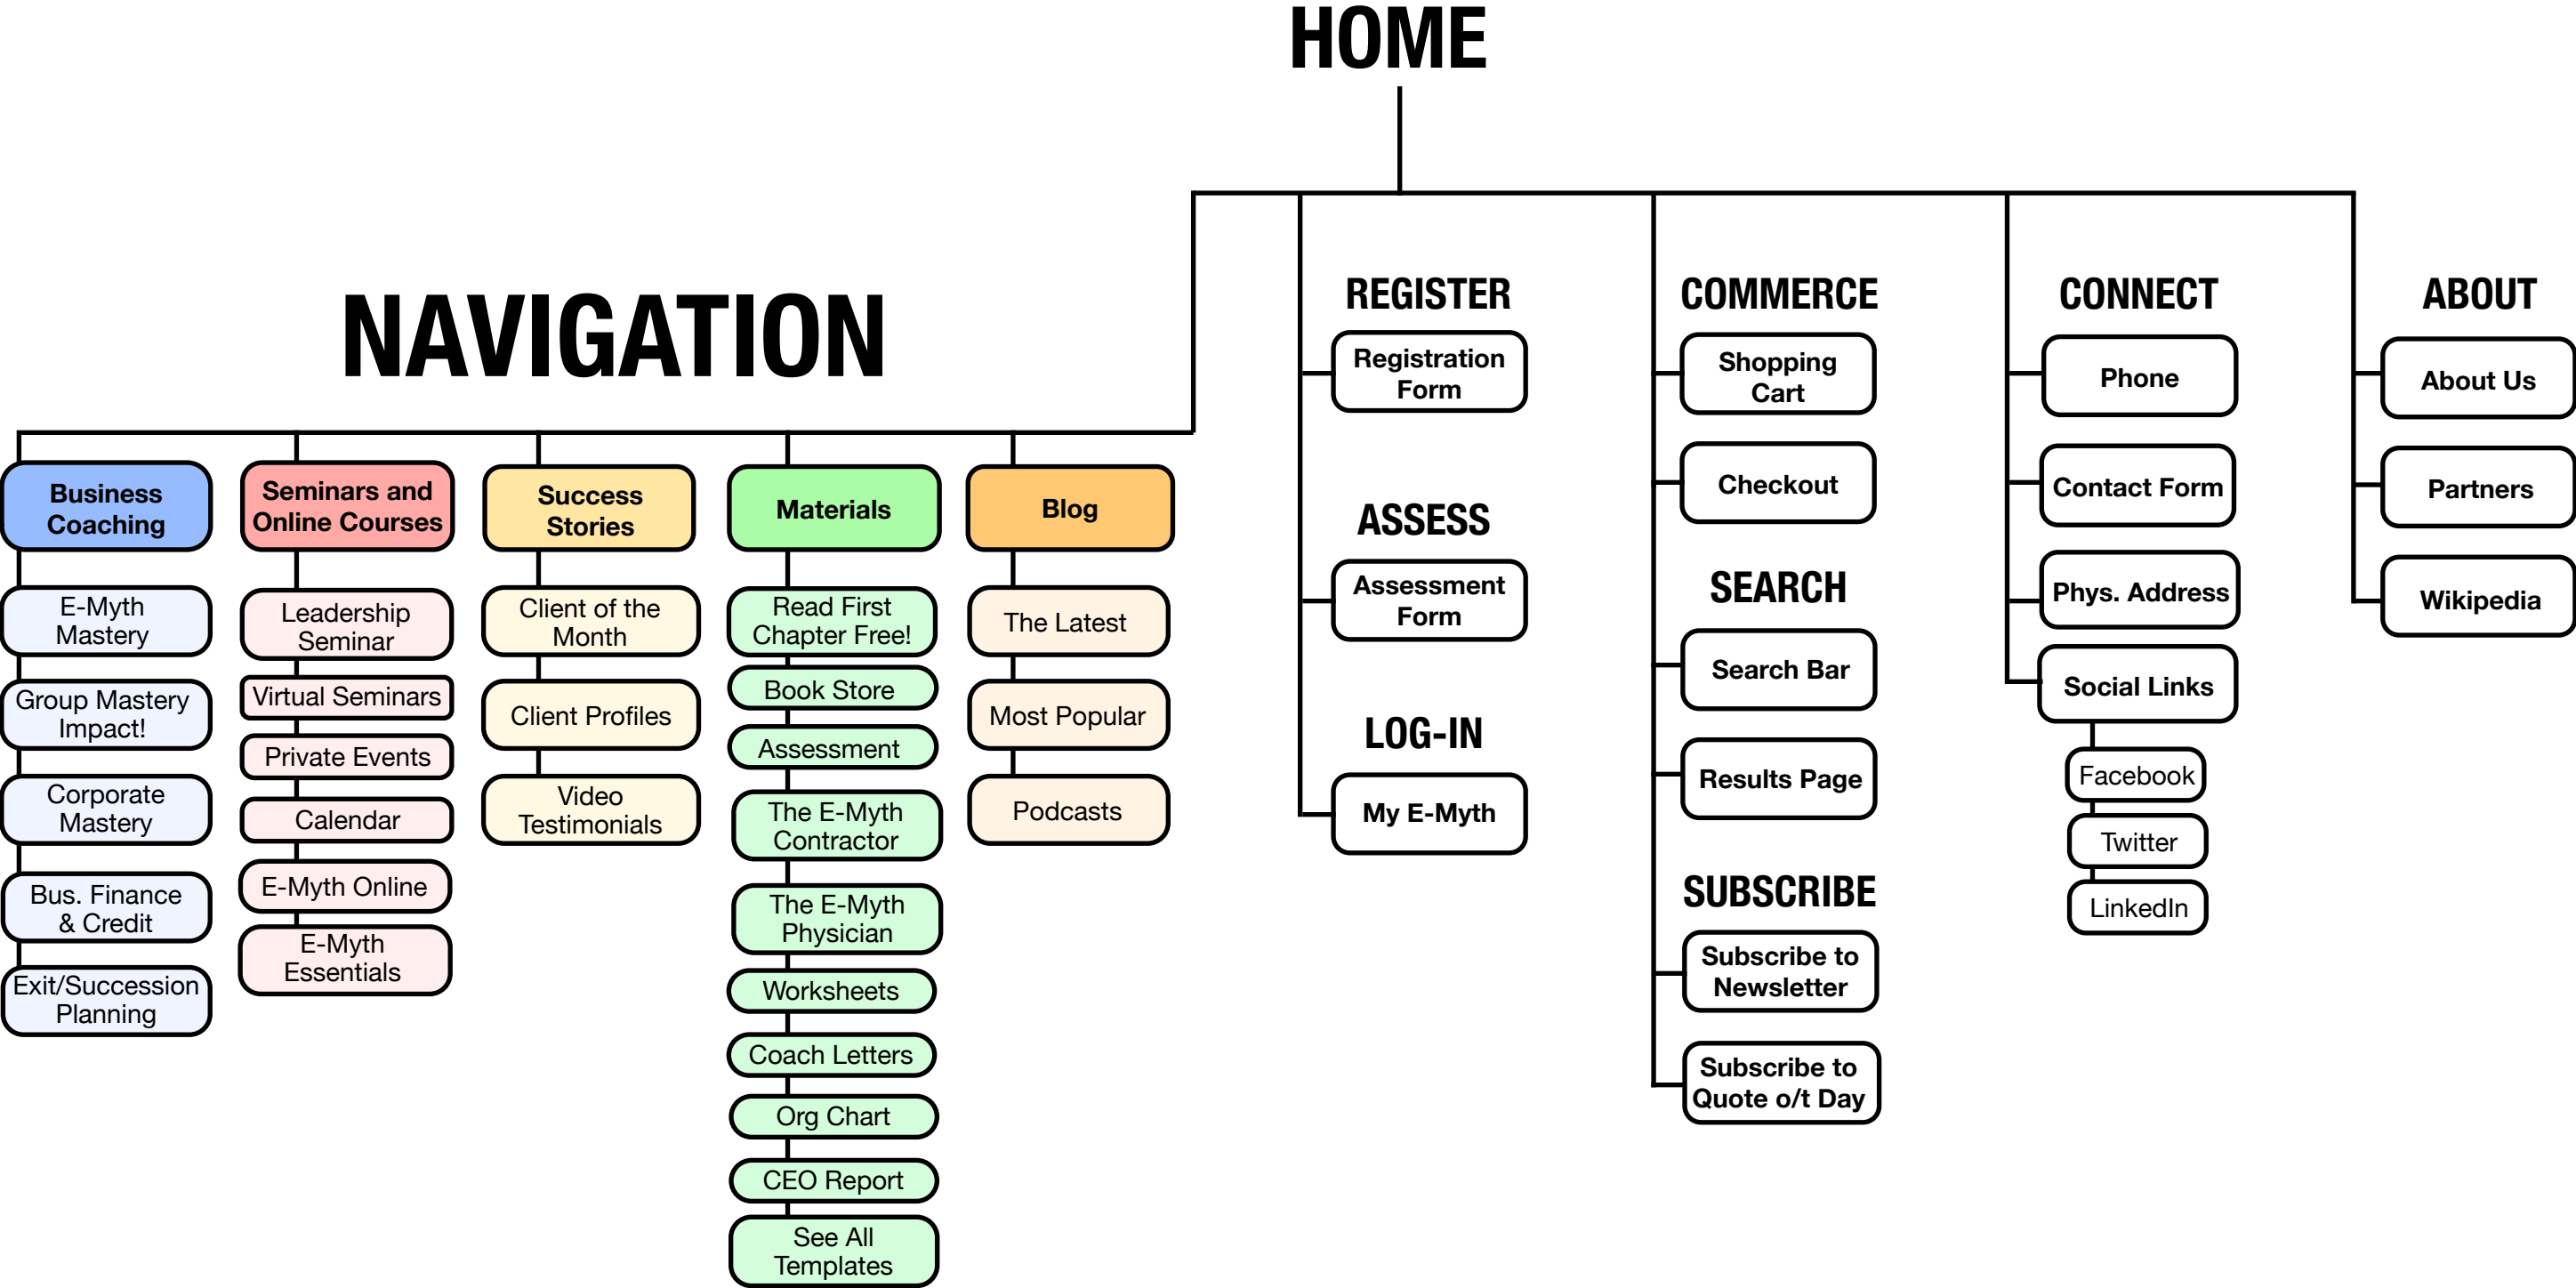 HOME
NAVIGATION
Business
Coaching
E-Myth
Mastery
Group Mastery
Impact!
Corporate
Mastery
Bus. Finance
& Credit
Exit/Succession
Planning
Seminars and
Online Courses
Leadership
Seminar
Virtual Seminars
Private Events
Calendar
E-Myth Online
E-Myth
Essentials
Success
Stories
Client of the
Month
Client Profiles
Video
Testimonials
Materials
Read First
Chapter Free!
Book Store
Assessment
The E-Myth
Contractor
The E-Myth
Physician
Worksheets
Coach Letters
Org Chart
CEO Report
See All
Templates
Blog
The Latest
Most Popular
Podcasts
REGISTER
Registration
Form
ASSESS
Assessment
Form
LOG-IN
My E-Myth
COMMERCE
Shopping
Cart
Checkout
SEARCH
Search Bar
Results Page
SUBSCRIBE
Subscribe to
Newsletter
Subscribe to
Quote o/t Day
CONNECT
Phone
Contact Form
Phys. Address
Social Links
Facebook
Twitter
LinkedIn
ABOUT
About Us
Partners
Wikipedia